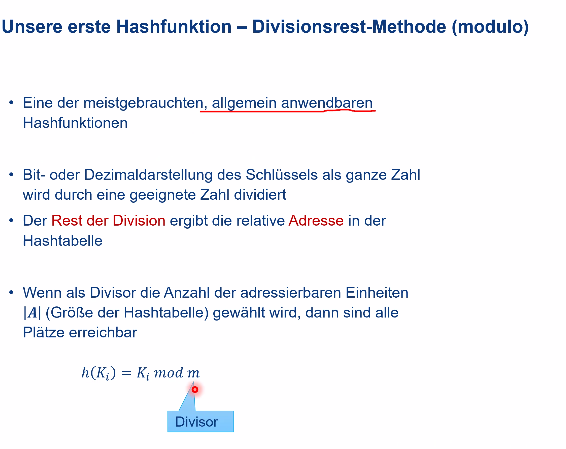 Unsere erste Hashfunktion – Divisionsrest-Methode (modulo)
• Eine der meistgebrauchten, allgemein anwendbaren
Hashfunktionen
• Bit- oder Dezimaldarstellung des Schlüssels als ganze Zahl
wird durch eine geeignete Zahl dividiert
• Der Rest der Division ergibt die relative Adresse in der
Hashtabelle
• Wenn als Divisor die Anzahl der adressierbaren Einheiten
|A| (Größe der Hashtabelle) gewählt wird, dann sind alle
Plätze erreichbar
h(Kᵢ) = Kᵢ mod m
Divisor